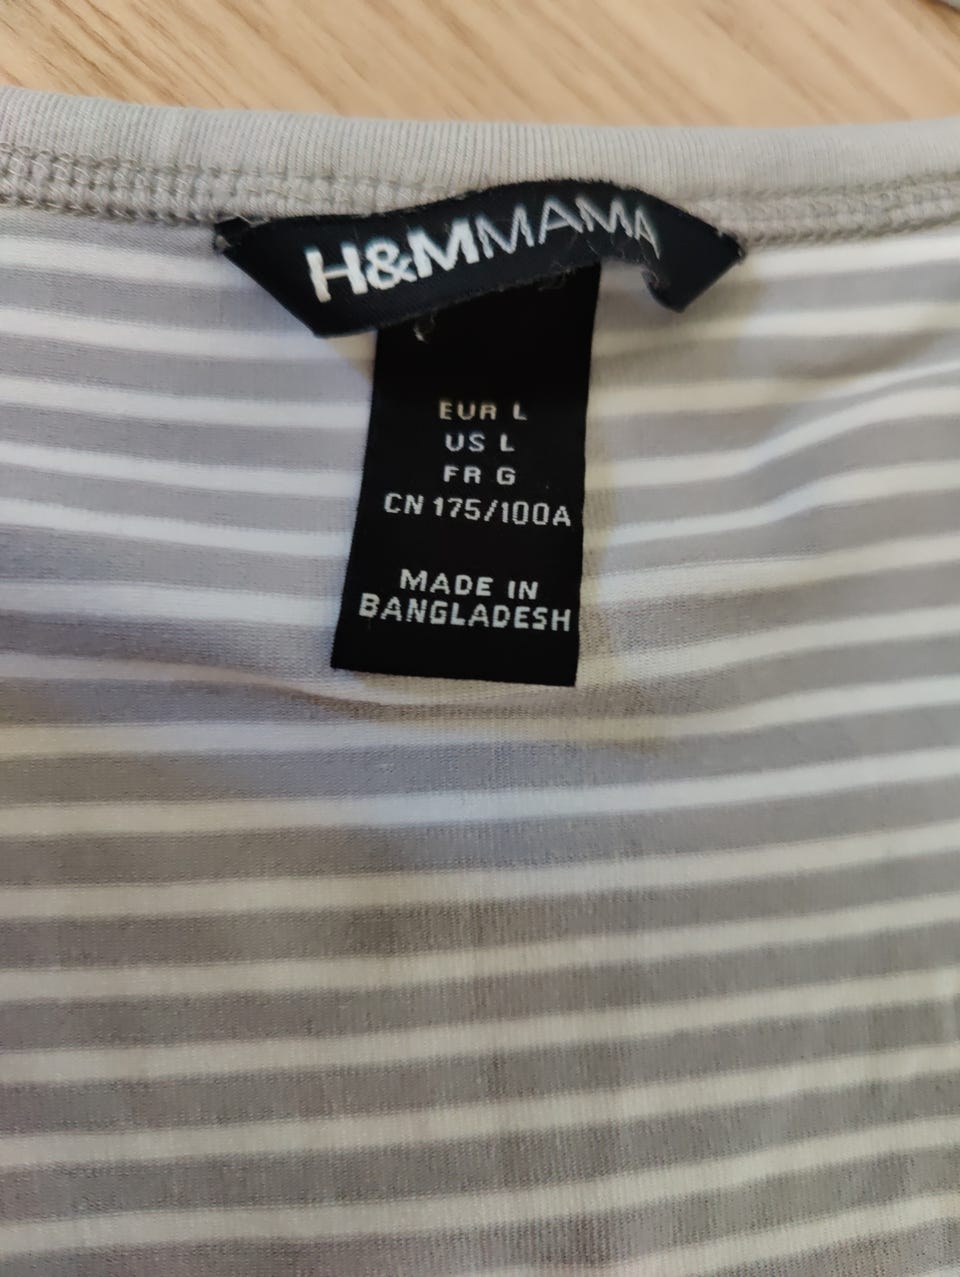 H&MMAMA
EUR L
US L
FR G
CN 175/100A
MADE IN
BANGLADESH